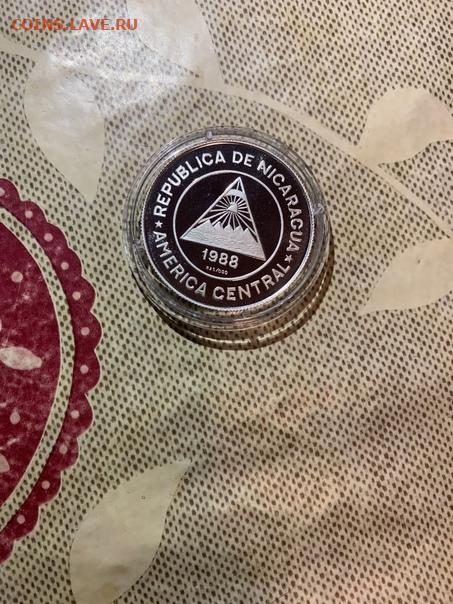 COINS.LAVE.RU
★ REPUBLICA DE NICARAGUA ★
1988
AMERICA CENTRAL